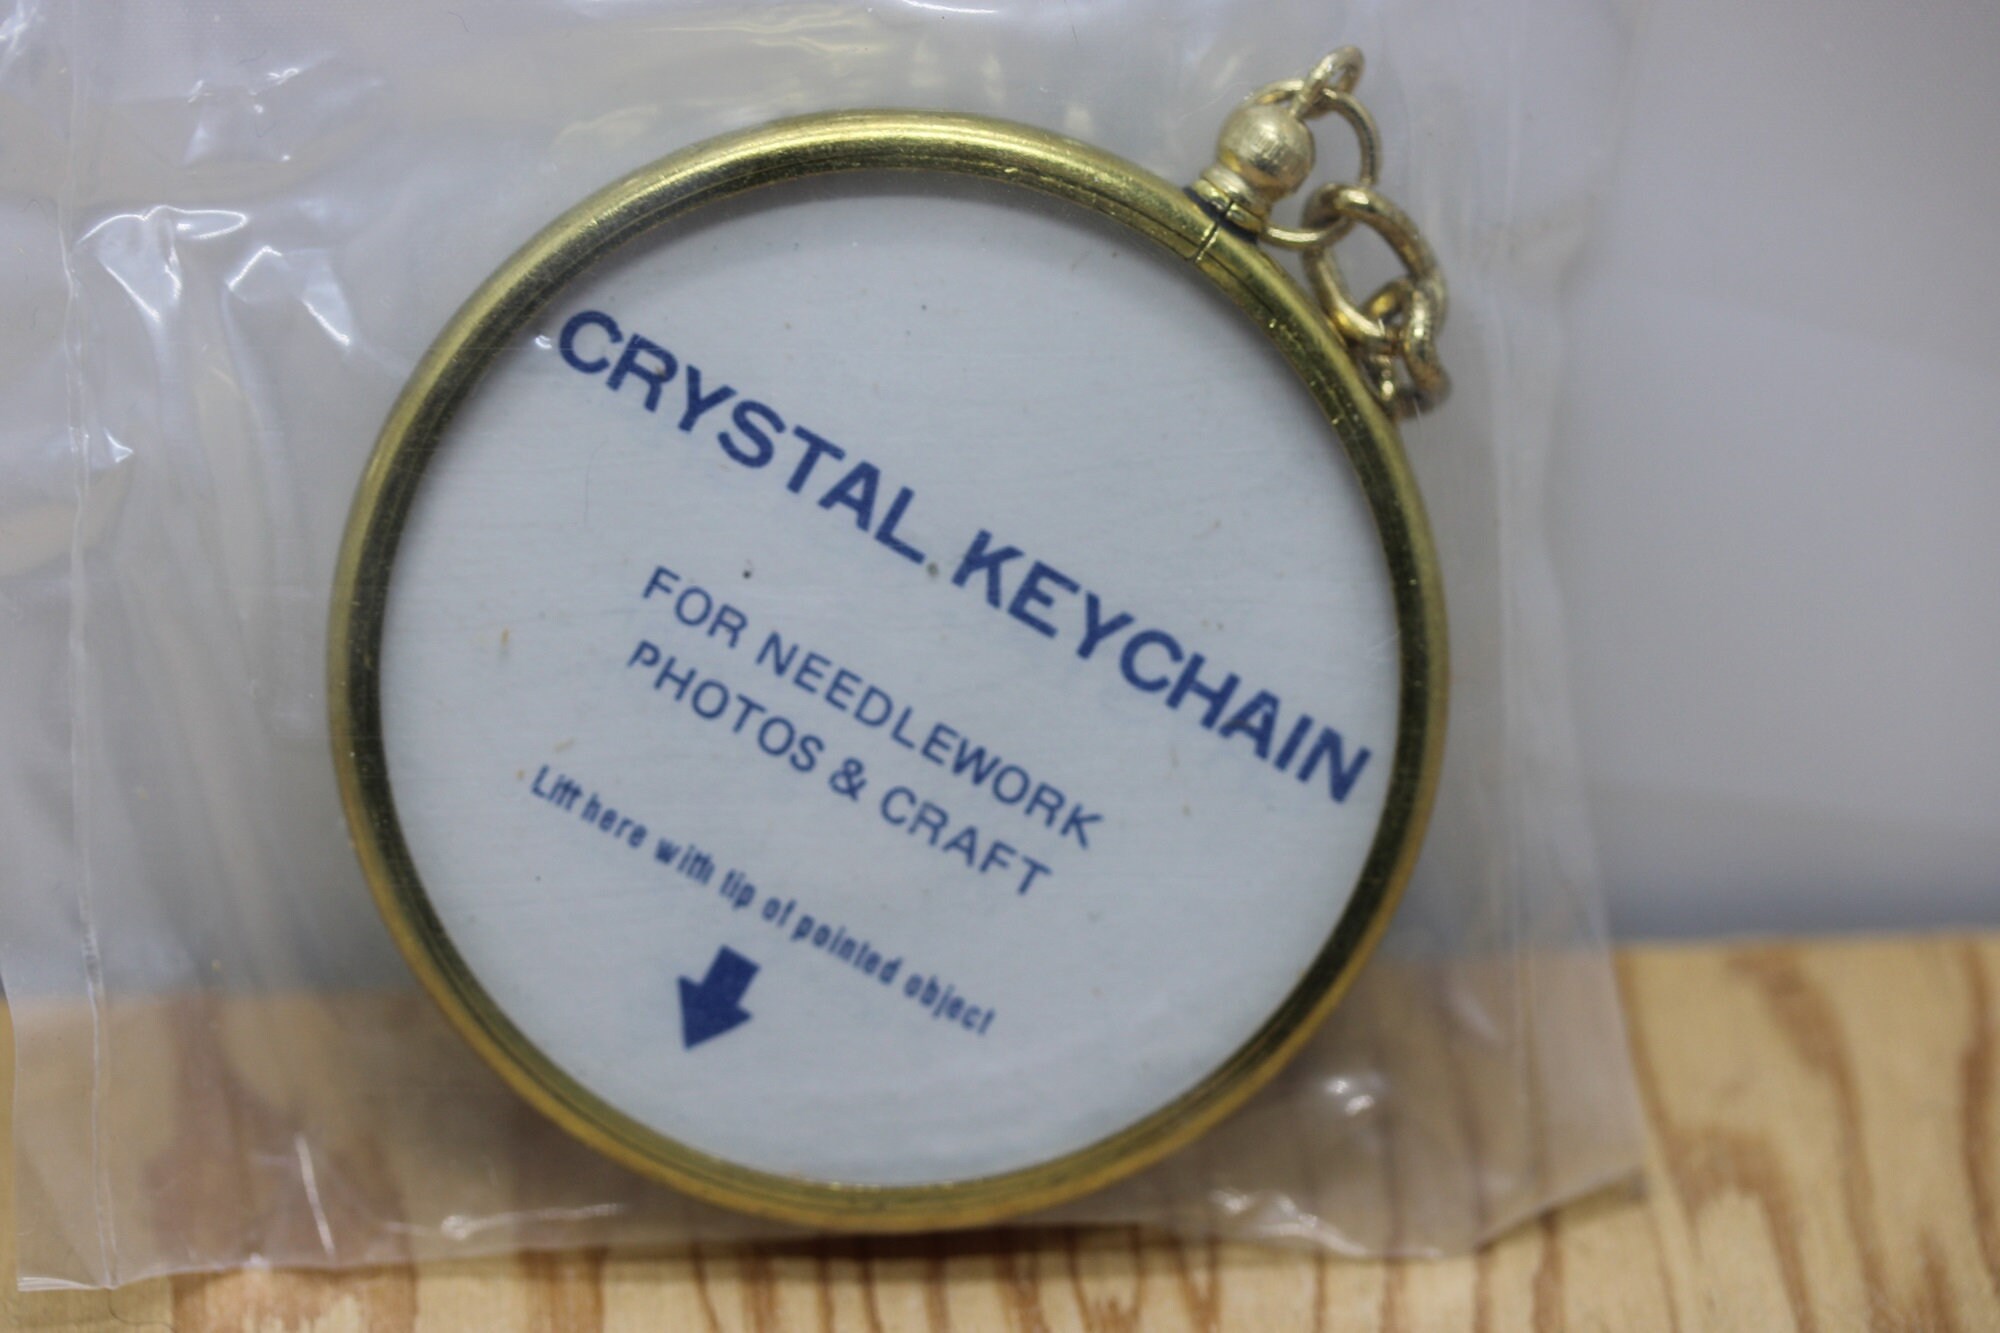 CRYSTAL KEYCHAIN
FOR NEEDLEWORK
PHOTOS & CRAFT
Lift here with tip of pointed object